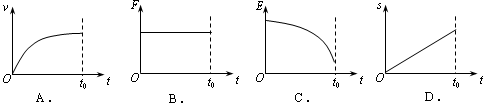 v F E s
O t₀ t O t₀ t O t₀ t O t₀ t
A. B. C. D.